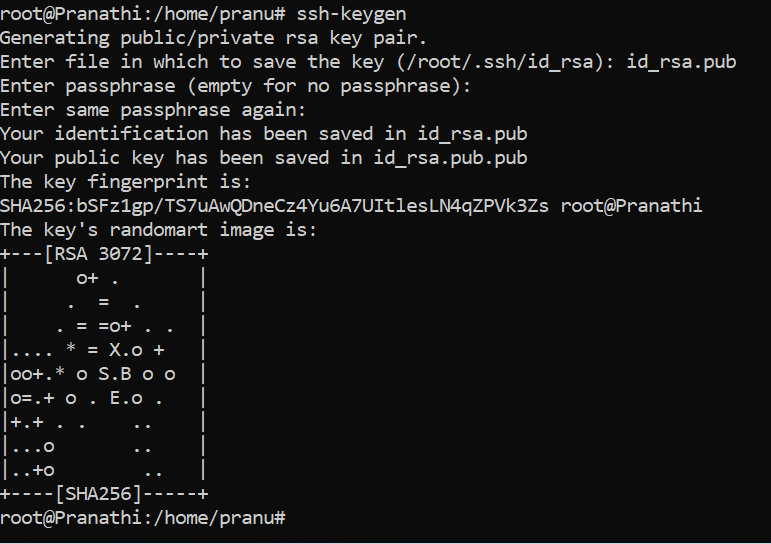 root@Pranathi:/home/pranu# ssh-keygen
Generating public/private rsa key pair.
Enter file in which to save the key (/root/.ssh/id_rsa): id_rsa.pub
Enter passphrase (empty for no passphrase):
Enter same passphrase again:
Your identification has been saved in id_rsa.pub
Your public key has been saved in id_rsa.pub.pub
The key fingerprint is:
SHA256:bSFz1gp/TS7uAwQDneCz4Yu6A7UItlesLN4qZPVk3Zs root@Pranathi
The key's randomart image is:
+---[RSA 3072]----+
|      o+ .       |
|     .  =  .     |
|    . = =o+ . .  |
|.... * = X.o +   |
|oo+.* o S.B o o  |
|o=.+ o . E.o .   |
|+.+ . .    ..    |
|...o       ..    |
|..+o        ..   |
+----[SHA256]-----+
root@Pranathi:/home/pranu#